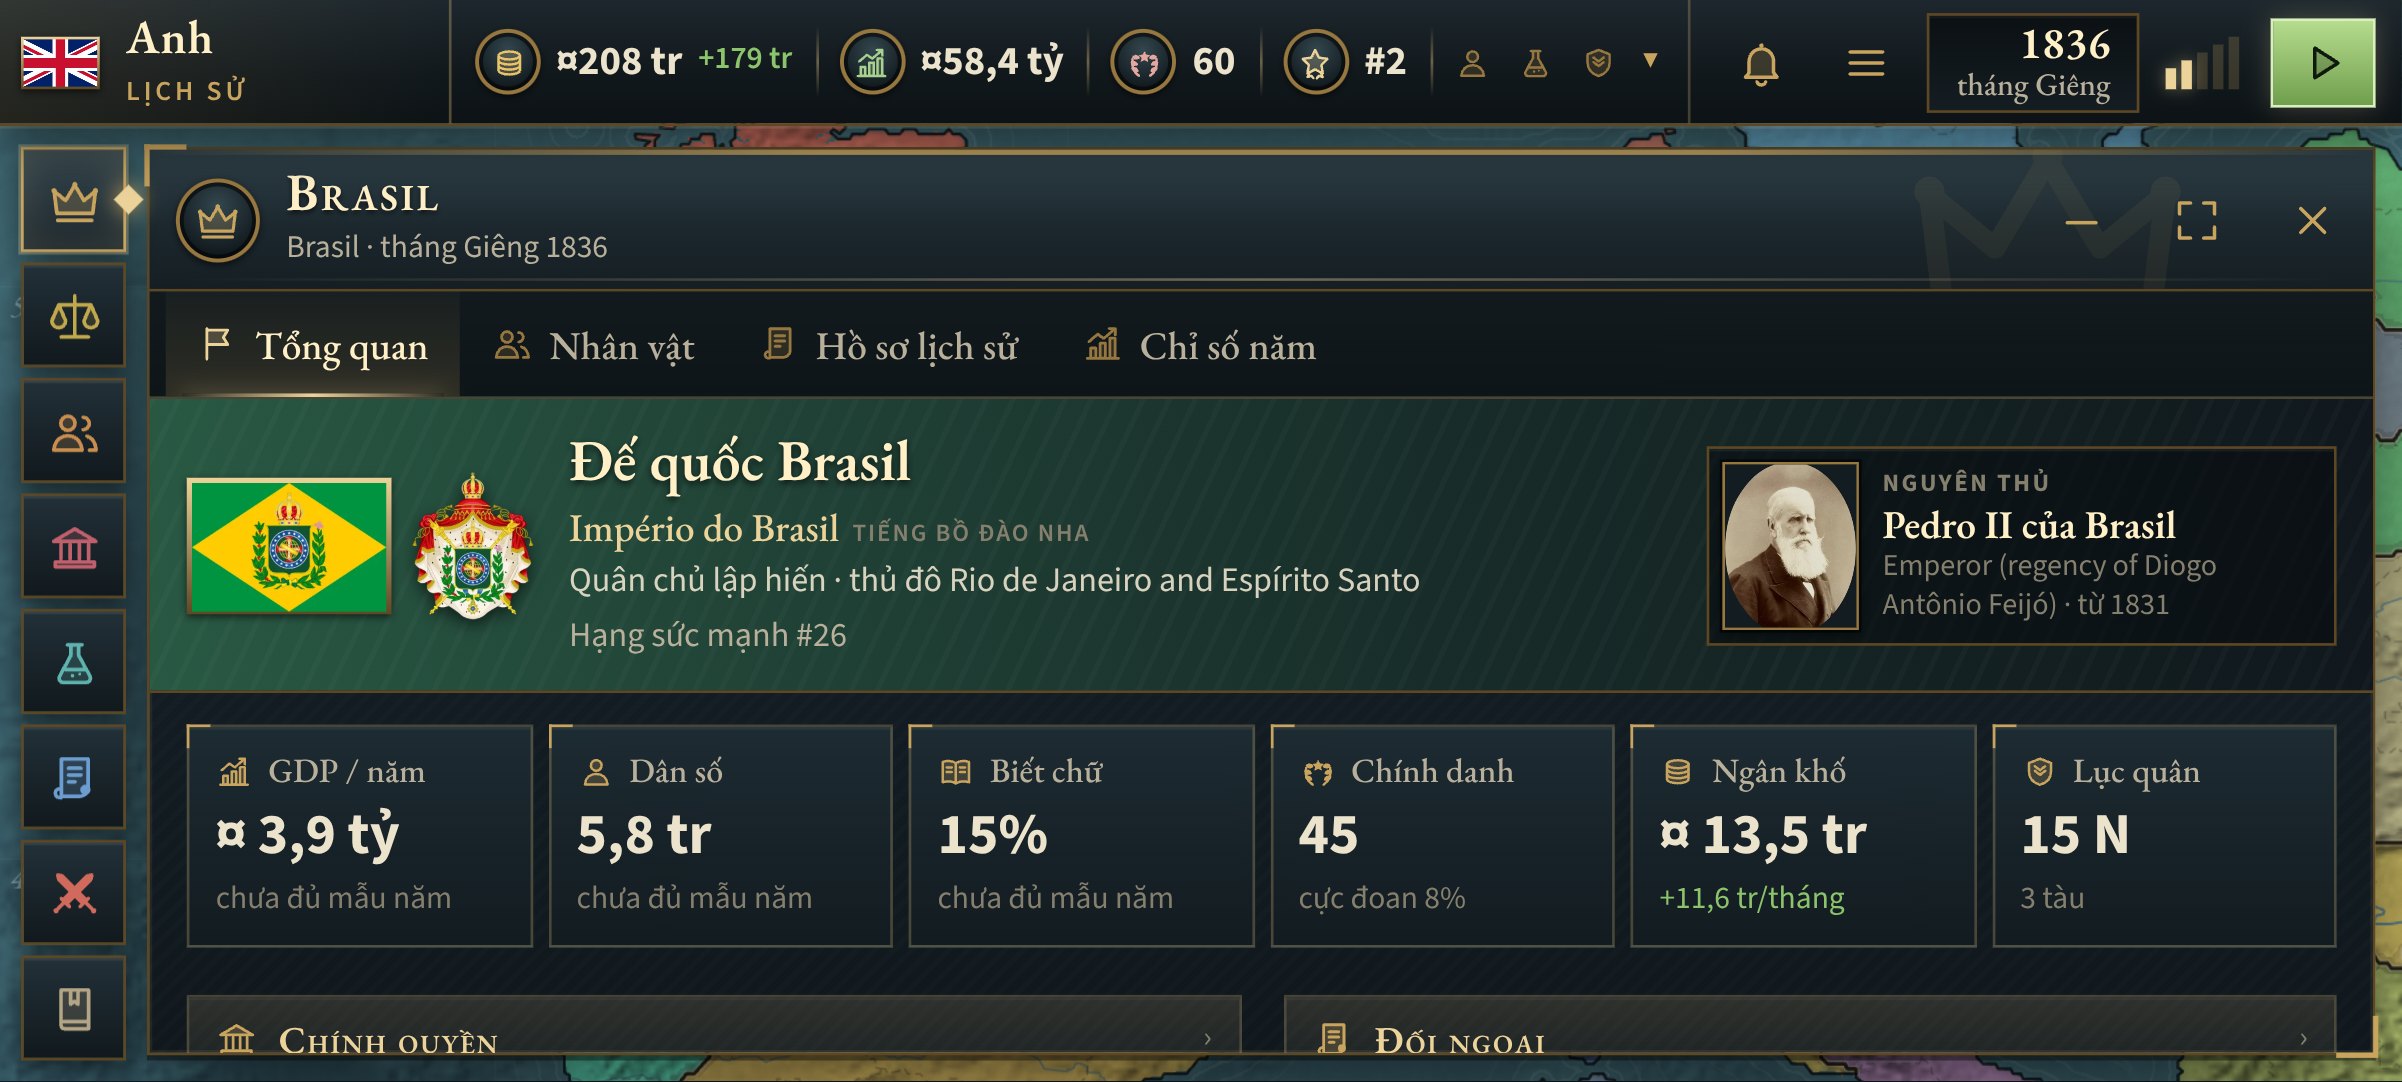 Anh
LỊCH SỬ
¤208 tr +179 tr
¤58,4 tỷ
60
#2
1836
tháng Giêng
BRASIL
Brasil · tháng Giêng 1836
Tổng quan
Nhân vật
Hồ sơ lịch sử
Chỉ số năm
Đế quốc Brasil
Império do Brasil TIẾNG BỒ ĐÀO NHA
Quân chủ lập hiến · thủ đô Rio de Janeiro and Espírito Santo
Hạng sức mạnh #26
NGUYÊN THỦ
Pedro II của Brasil
Emperor (regency of Diogo
Antônio Feijó) · từ 1831
GDP / năm
¤ 3,9 tỷ
chưa đủ mẫu năm
Dân số
5,8 tr
chưa đủ mẫu năm
Biết chữ
15%
chưa đủ mẫu năm
Chính danh
45
cực đoan 8%
Ngân khố
¤ 13,5 tr
+11,6 tr/tháng
Lục quân
15 N
3 tàu
CHÍNH QUYỀN
ĐỐI NGOẠI